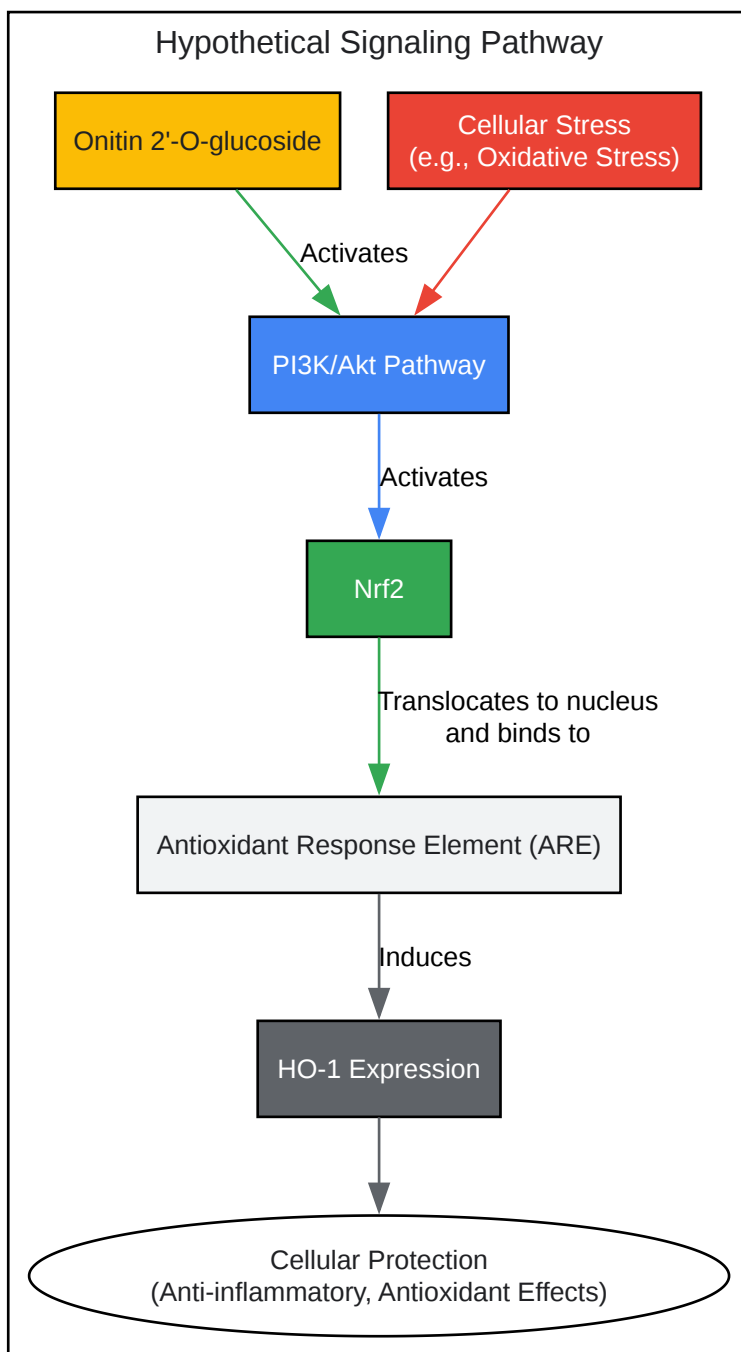 Hypothetical Signaling Pathway
Onitin 2'-O-glucoside
Cellular Stress
(e.g., Oxidative Stress)
Activates
PI3K/Akt Pathway
Activates
Nrf2
Translocates to nucleus
and binds to
Antioxidant Response Element (ARE)
Induces
HO-1 Expression
Cellular Protection
(Anti-inflammatory, Antioxidant Effects)